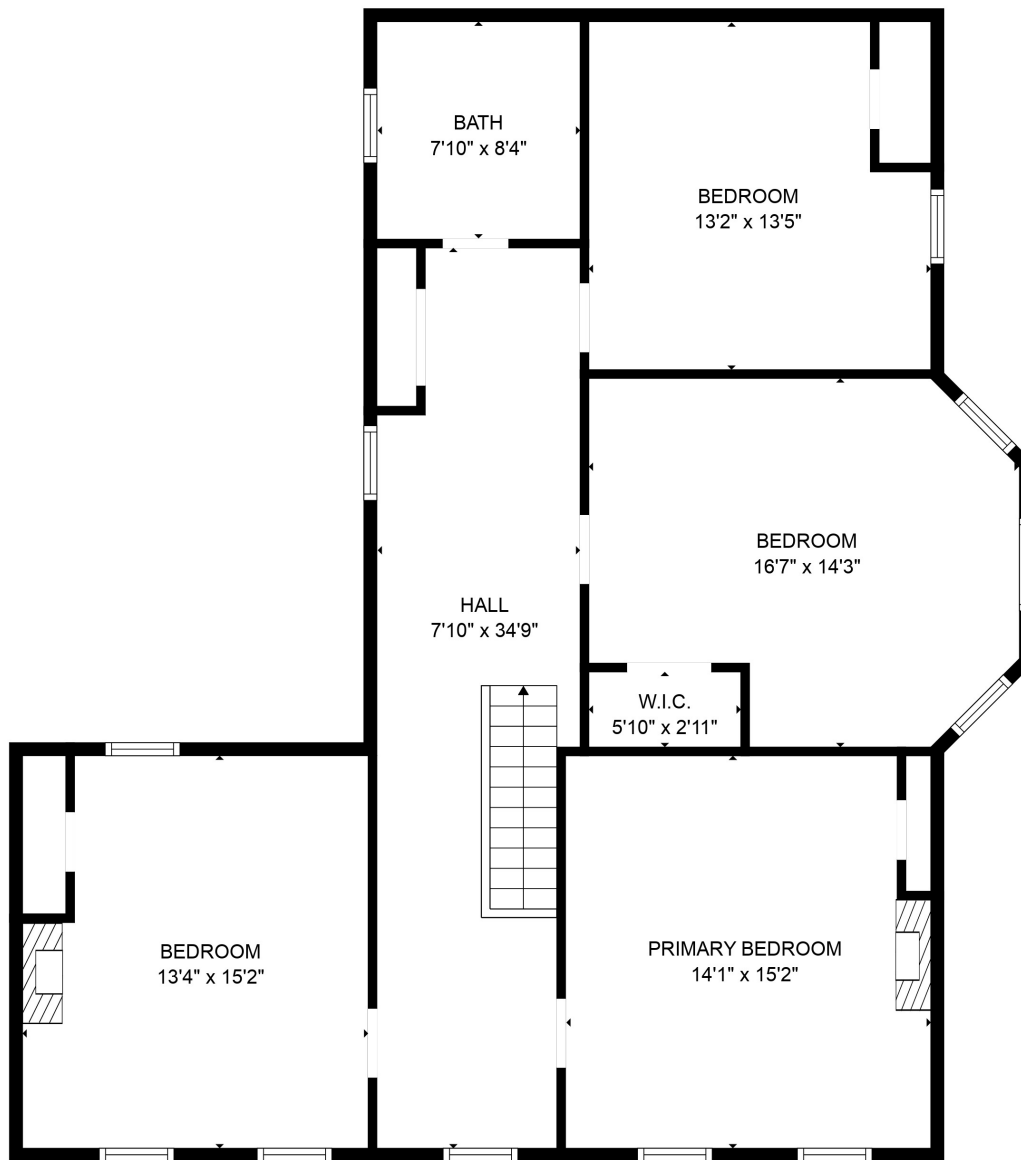 BATH
7'10" x 8'4"
BEDROOM
13'2" x 13'5"
BEDROOM
16'7" x 14'3"
HALL
7'10" x 34'9"
W.I.C.
5'10" x 2'11"
BEDROOM
13'4" x 15'2"
PRIMARY BEDROOM
14'1" x 15'2"